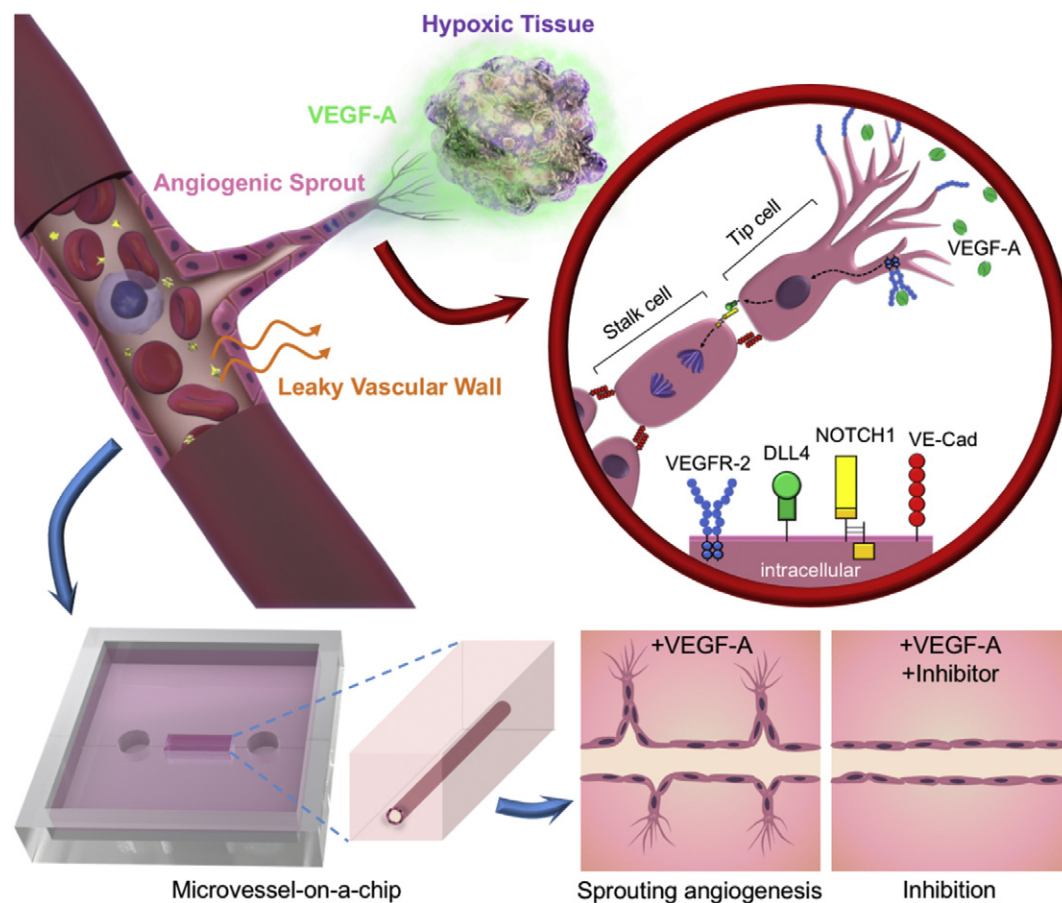 Hypoxic Tissue
VEGF-A
Angiogenic Sprout
Leaky Vascular Wall
Tip cell
Stalk cell
VEGF-A
VEGFR-2
DLL4
NOTCH1
VE-Cad
intracellular
+VEGF-A
+VEGF-A
+Inhibitor
Microvessel-on-a-chip
Sprouting angiogenesis
Inhibition